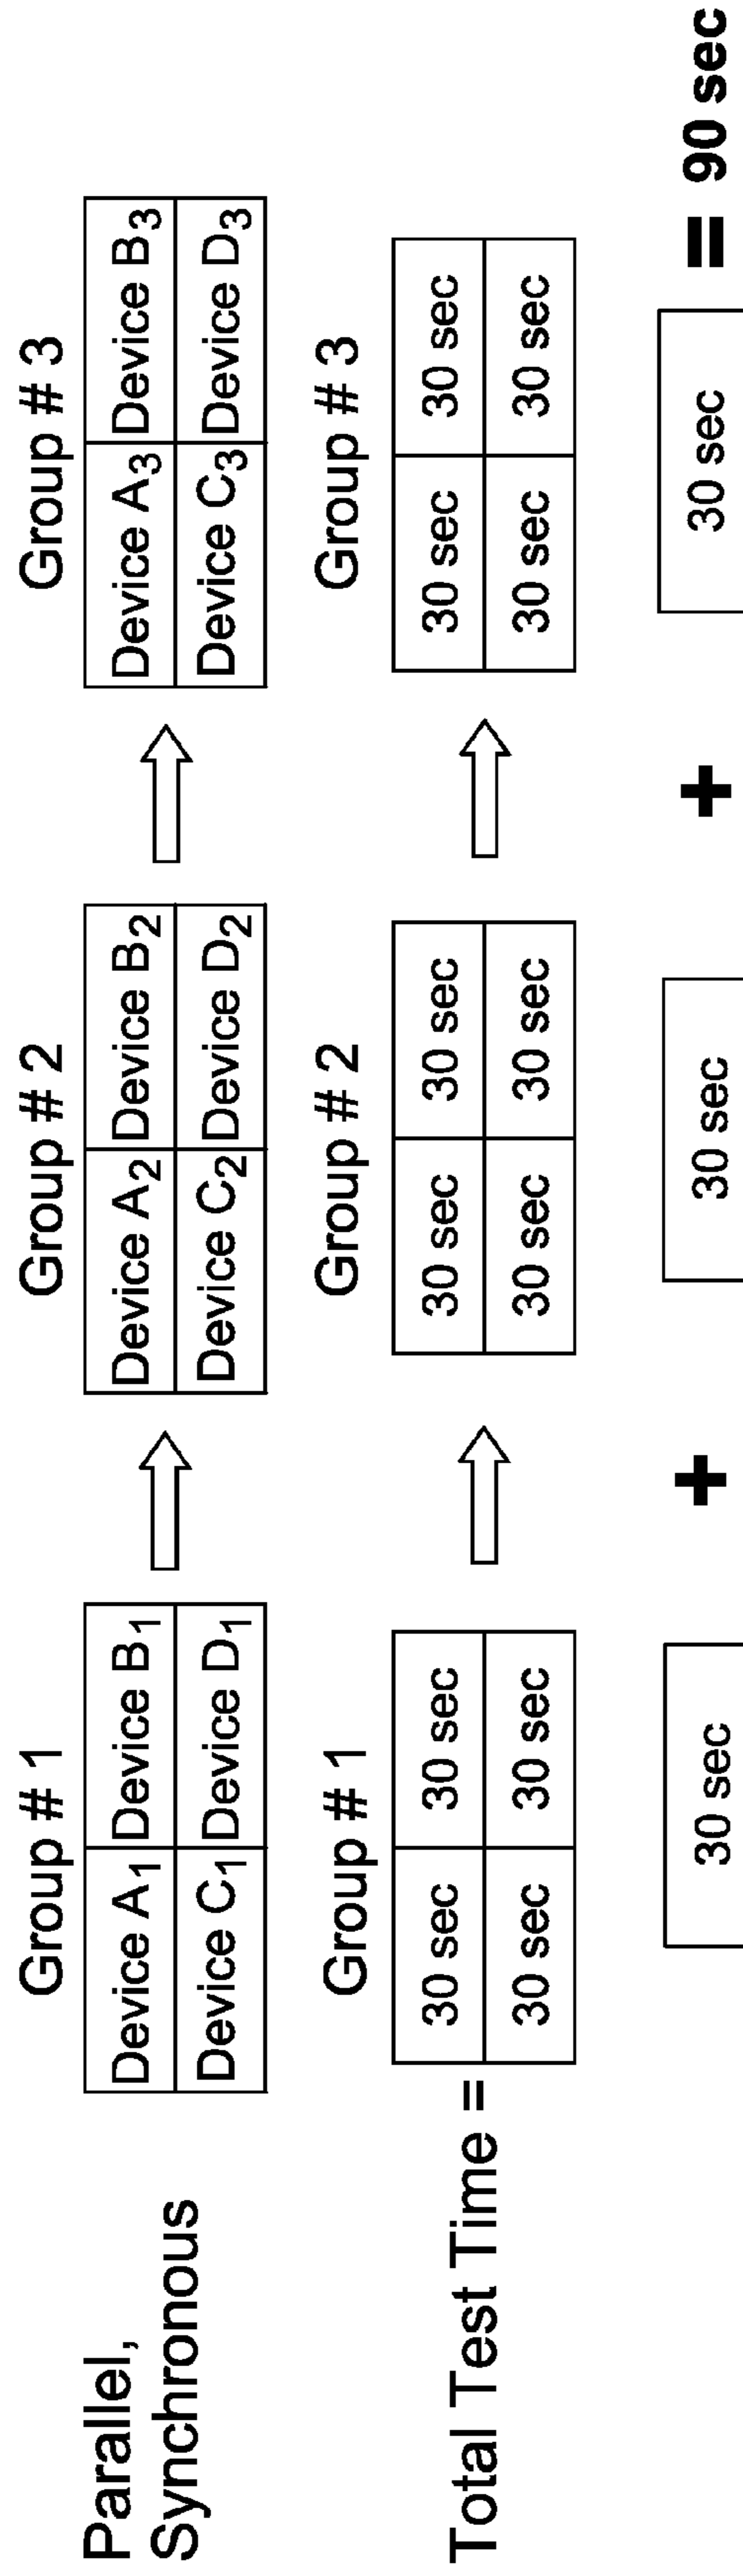 Parallel,
Synchronous
Group # 1
Device A₁ Device B₁
Device C₁ Device D₁
Group # 2
Device A₂ Device B₂
Device C₂ Device D₂
Group # 3
Device A₃ Device B₃
Device C₃ Device D₃
Total Test Time =
Group # 1
30 sec 30 sec
30 sec 30 sec
Group # 2
30 sec 30 sec
30 sec 30 sec
Group # 3
30 sec 30 sec
30 sec 30 sec
30 sec + 30 sec + 30 sec = 90 sec